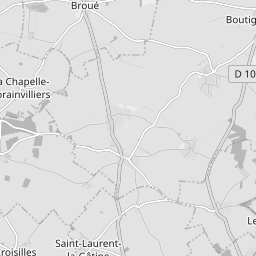 Broué
Boutig
D 10
a Chapelle-
orainvilliers
Le
Saint-Laurent-
la-Gâtine
roisilles